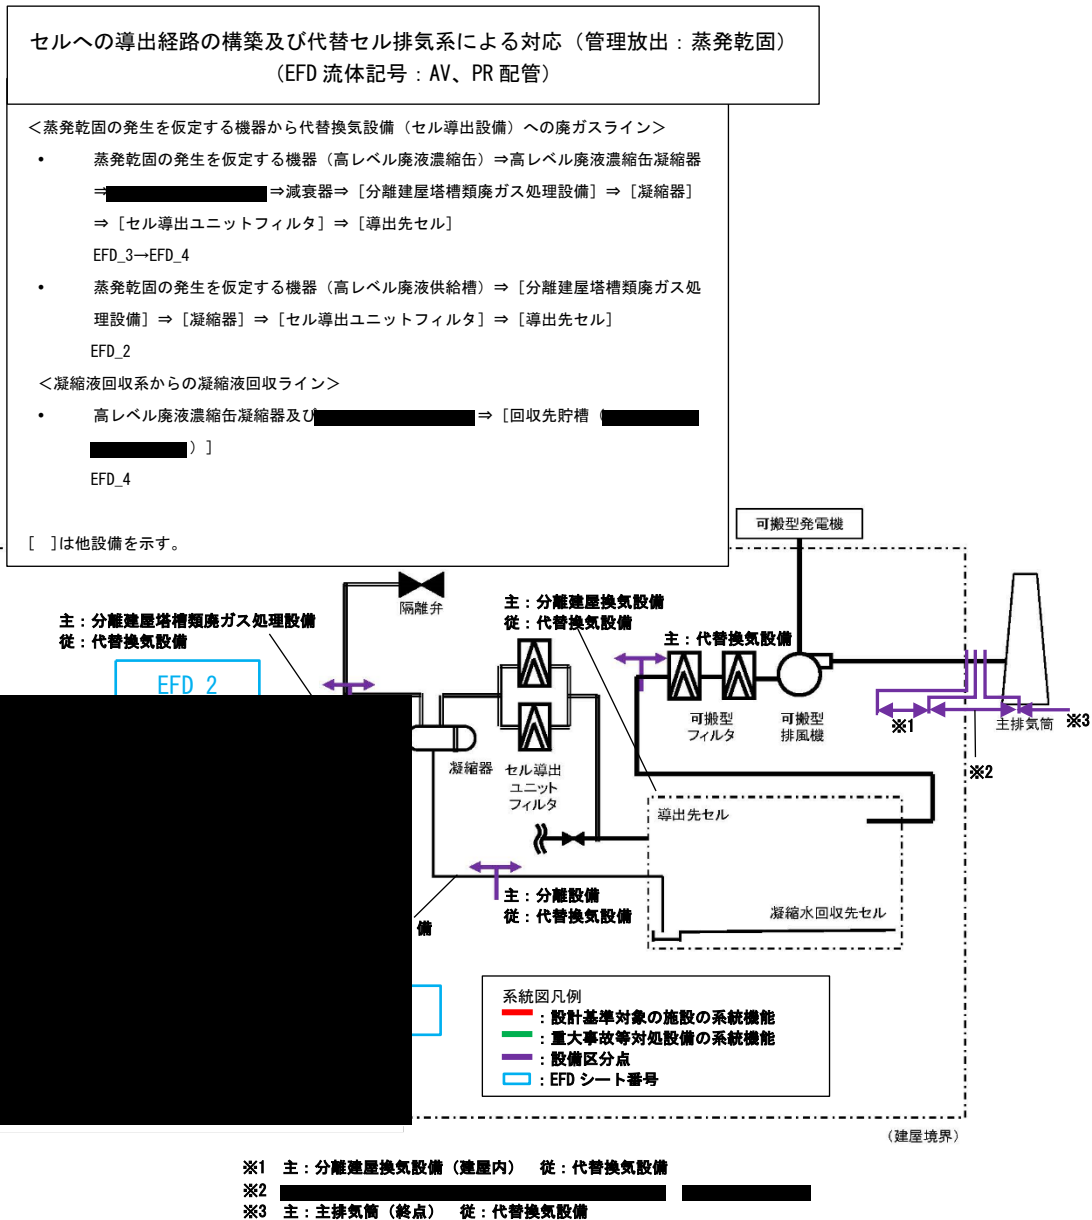 セルへの導出経路の構築及び代替セル排気系による対応（管理放出：蒸発乾固）
（EFD 流体記号：AV、PR 配管）
＜蒸発乾固の発生を仮定する機器から代替換気設備（セル導出設備）への廃ガスライン＞
• 蒸発乾固の発生を仮定する機器（高レベル廃液濃縮缶）⇒高レベル廃液濃縮缶凝縮器
⇒ ⇒減衰器⇒［分離建屋塔槽類廃ガス処理設備］⇒［凝縮器］
⇒［セル導出ユニットフィルタ］⇒［導出先セル］
EFD_3→EFD_4
• 蒸発乾固の発生を仮定する機器（高レベル廃液供給槽）⇒［分離建屋塔槽類廃ガス処
理設備］⇒［凝縮器］⇒［セル導出ユニットフィルタ］⇒［導出先セル］
EFD_2
＜凝縮液回収系からの凝縮液回収ライン＞
• 高レベル廃液濃縮缶凝縮器及び ⇒［回収先貯槽（
）］
EFD_4
［　］は他設備を示す。
可搬型発電機
隔離弁
主：分離建屋塔槽類廃ガス処理設備
従：代替換気設備
主：分離建屋換気設備
従：代替換気設備
主：代替換気設備
EFD 2
可搬型
フィルタ
可搬型
排風機
※1
主排気筒
※3
※2
凝縮器
セル導出
ユニット
フィルタ
導出先セル
主：分離設備
従：代替換気設備
備
凝縮水回収先セル
系統図凡例
：設計基準対象の施設の系統機能
：重大事故等対処設備の系統機能
：設備区分点
：EFD シート番号
（建屋境界）
※1　主：分離建屋換気設備（建屋内）　従：代替換気設備
※2
※3　主：主排気筒（終点）　従：代替換気設備